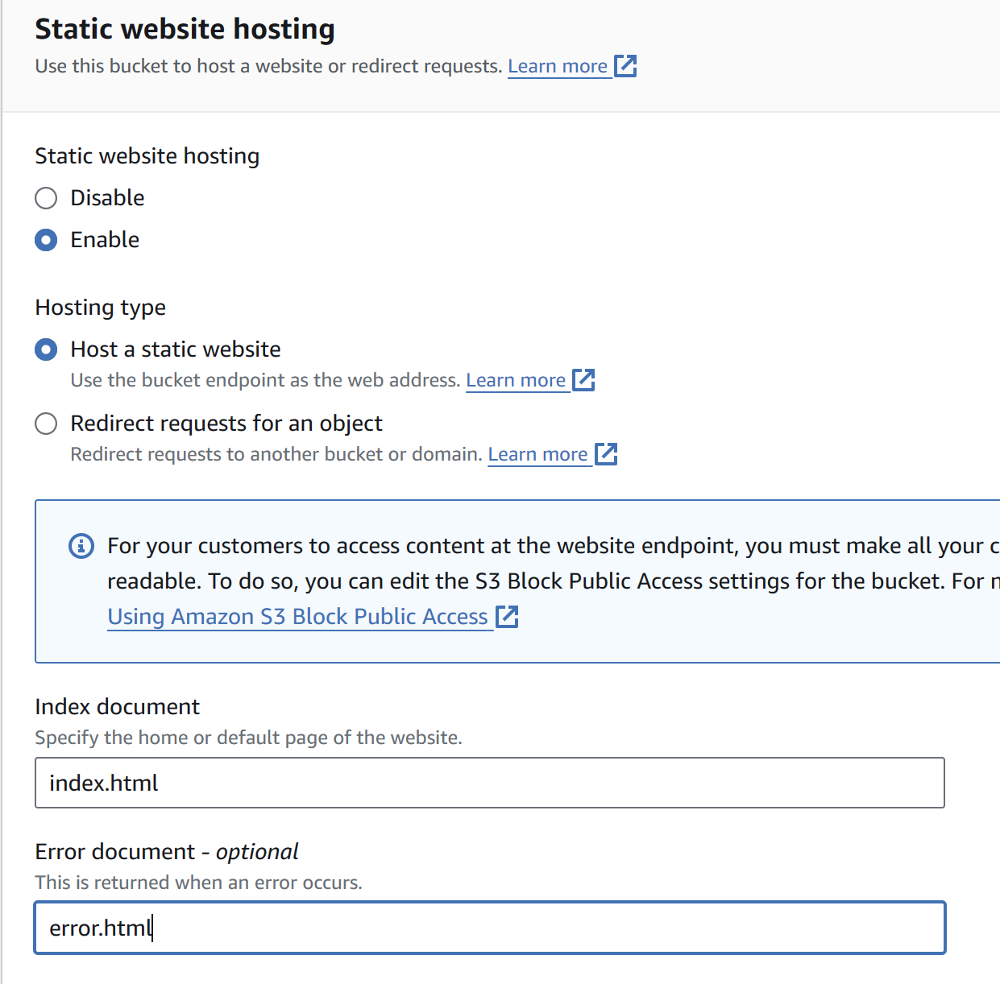 Static website hosting
Use this bucket to host a website or redirect requests. Learn more
Static website hosting
Disable
Enable
Hosting type
Host a static website
Use the bucket endpoint as the web address. Learn more
Redirect requests for an object
Redirect requests to another bucket or domain. Learn more
For your customers to access content at the website endpoint, you must make all your
readable. To do so, you can edit the S3 Block Public Access settings for the bucket. For
Using Amazon S3 Block Public Access
Index document
Specify the home or default page of the website.
index.html
Error document - optional
This is returned when an error occurs.
error.html